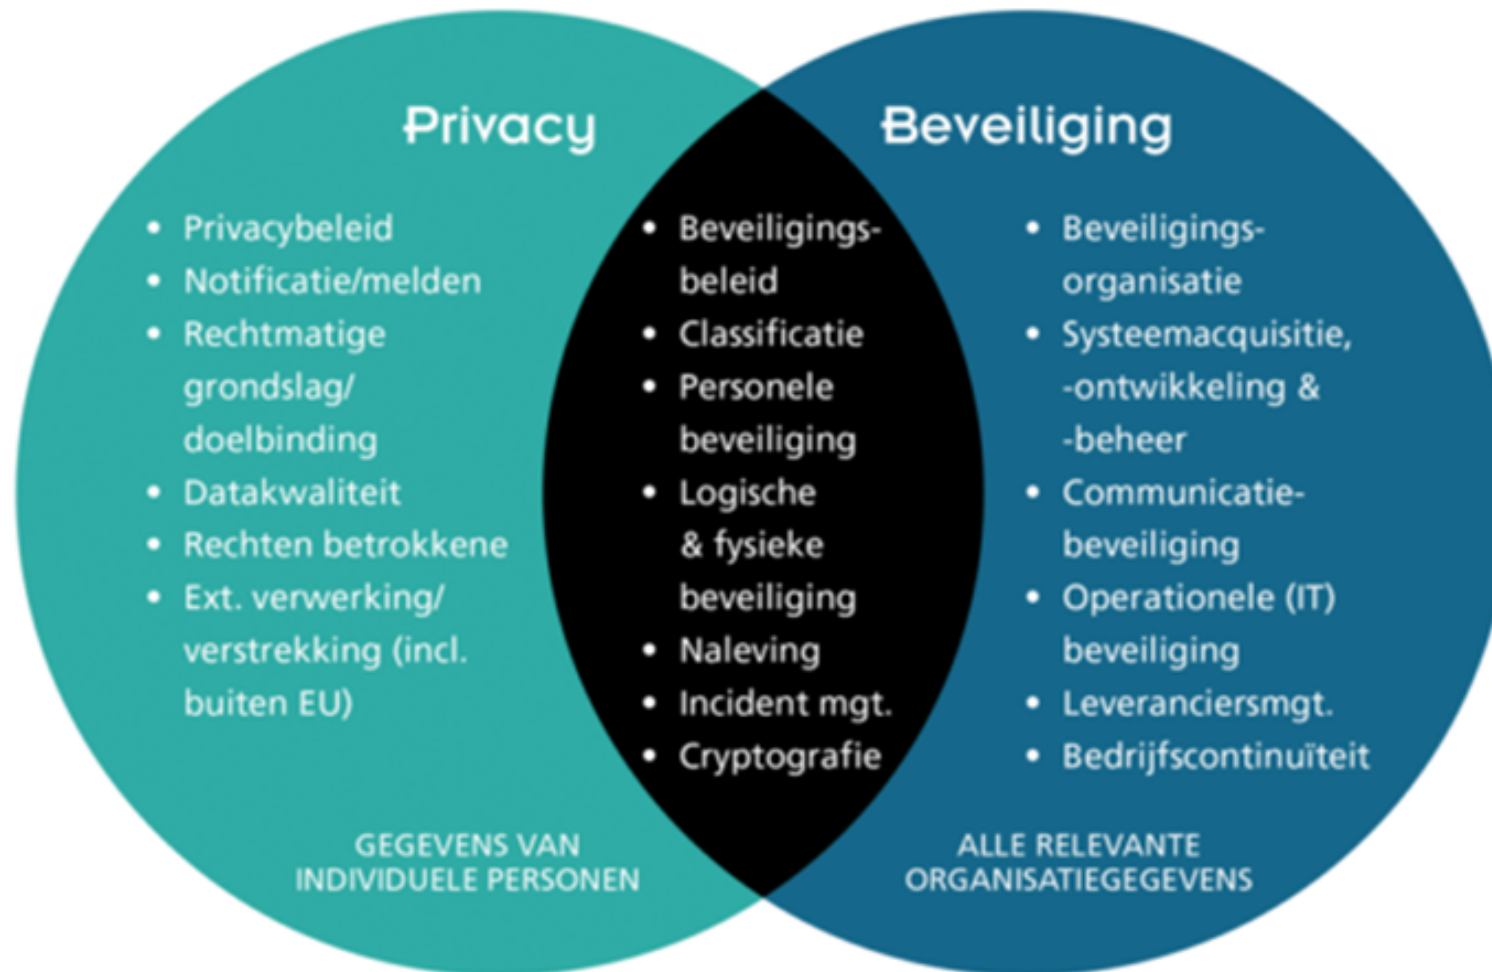 Privacy
• Privacybeleid
• Notificatie/melden
• Rechtmatige
grondslag/
doelbinding
• Datakwaliteit
• Rechten betrokkene
• Ext. verwerking/
verstrekking (incl.
buiten EU)
GEGEVENS VAN
INDIVIDUELE PERSONEN
• Beveiligings-
beleid
• Classificatie
• Personele
beveiliging
• Logische
& fysieke
beveiliging
• Naleving
• Incident mgt.
• Cryptografie
Beveiliging
• Beveiligings-
organisatie
• Systeemacquisitie,
-ontwikkeling &
-beheer
• Communicatie-
beveiliging
• Operationele (IT)
beveiliging
• Leveranciersmgt.
• Bedrijfscontinuïteit
ALLE RELEVANTE
ORGANISATIEGEGEVENS